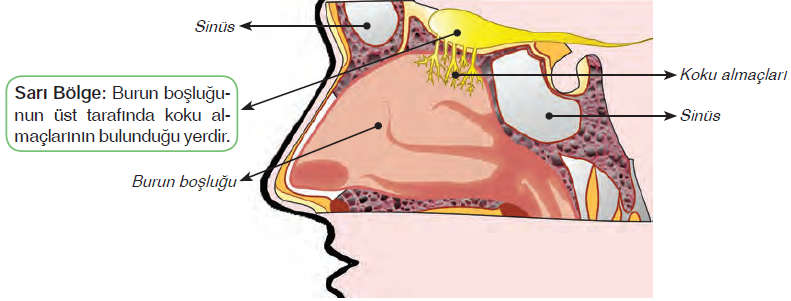 Sinüs
Sarı Bölge: Burun boşluğu-
nun üst tarafında koku al-
maçlarının bulunduğu yerdir.
Koku almaçları
Sinüs
Burun boşluğu